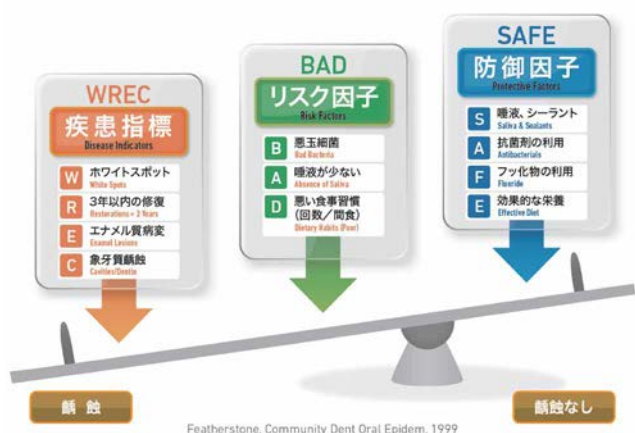 WREC
疾患指標
Disease Indicators
W ホワイトスポット
White Spots
R 3年以内の修復
Restorations < 3 Years
E エナメル質病変
Enamel Lesions
C 象牙質齲蝕
Cavities/Dentin
BAD
リスク因子
Risk Factors
B 悪玉細菌
Bad Bacteria
A 唾液が少ない
Absence of Saliva
D 悪い食事習慣
(回数/間食)
Dietary Habits (Poor)
SAFE
防御因子
Protective Factors
S 唾液、シーラント
Saliva & Sealants
A 抗菌剤の利用
Antibacterials
F フッ化物の利用
Fluoride
E 効果的な栄養
Effective Diet
齲蝕
齲蝕なし
Featherstone, Community Dent Oral Epidem, 1999